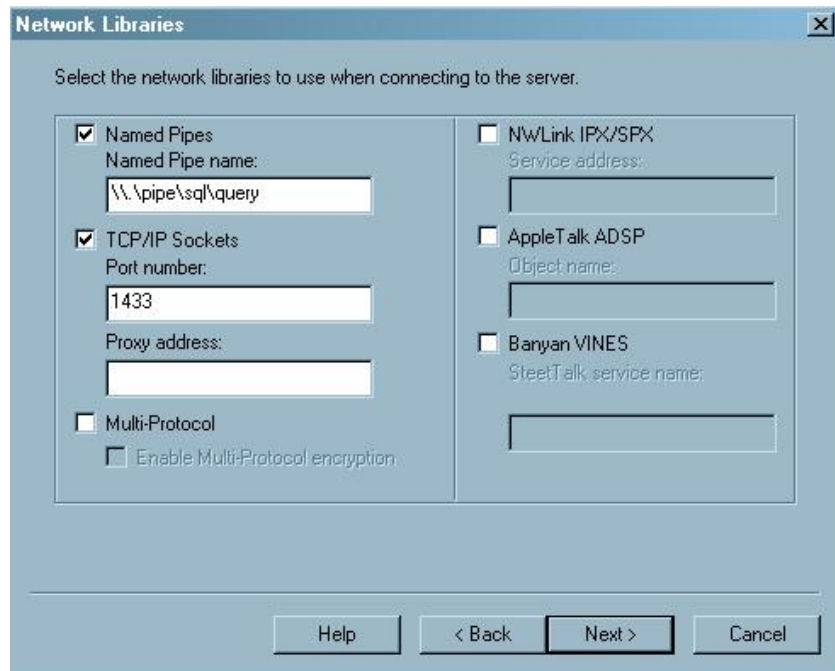 Network Libraries
Select the network libraries to use when connecting to the server.
Named Pipes
Named Pipe name:
\\.\pipe\sql\query
TCP/IP Sockets
Port number:
1433
Proxy address:
Multi-Protocol
Enable Multi-Protocol encryption
NWLink IPX/SPX
Service address:
AppleTalk ADSP
Object name:
Banyan VINES
SteetTalk service name:
Help
< Back
Next >
Cancel